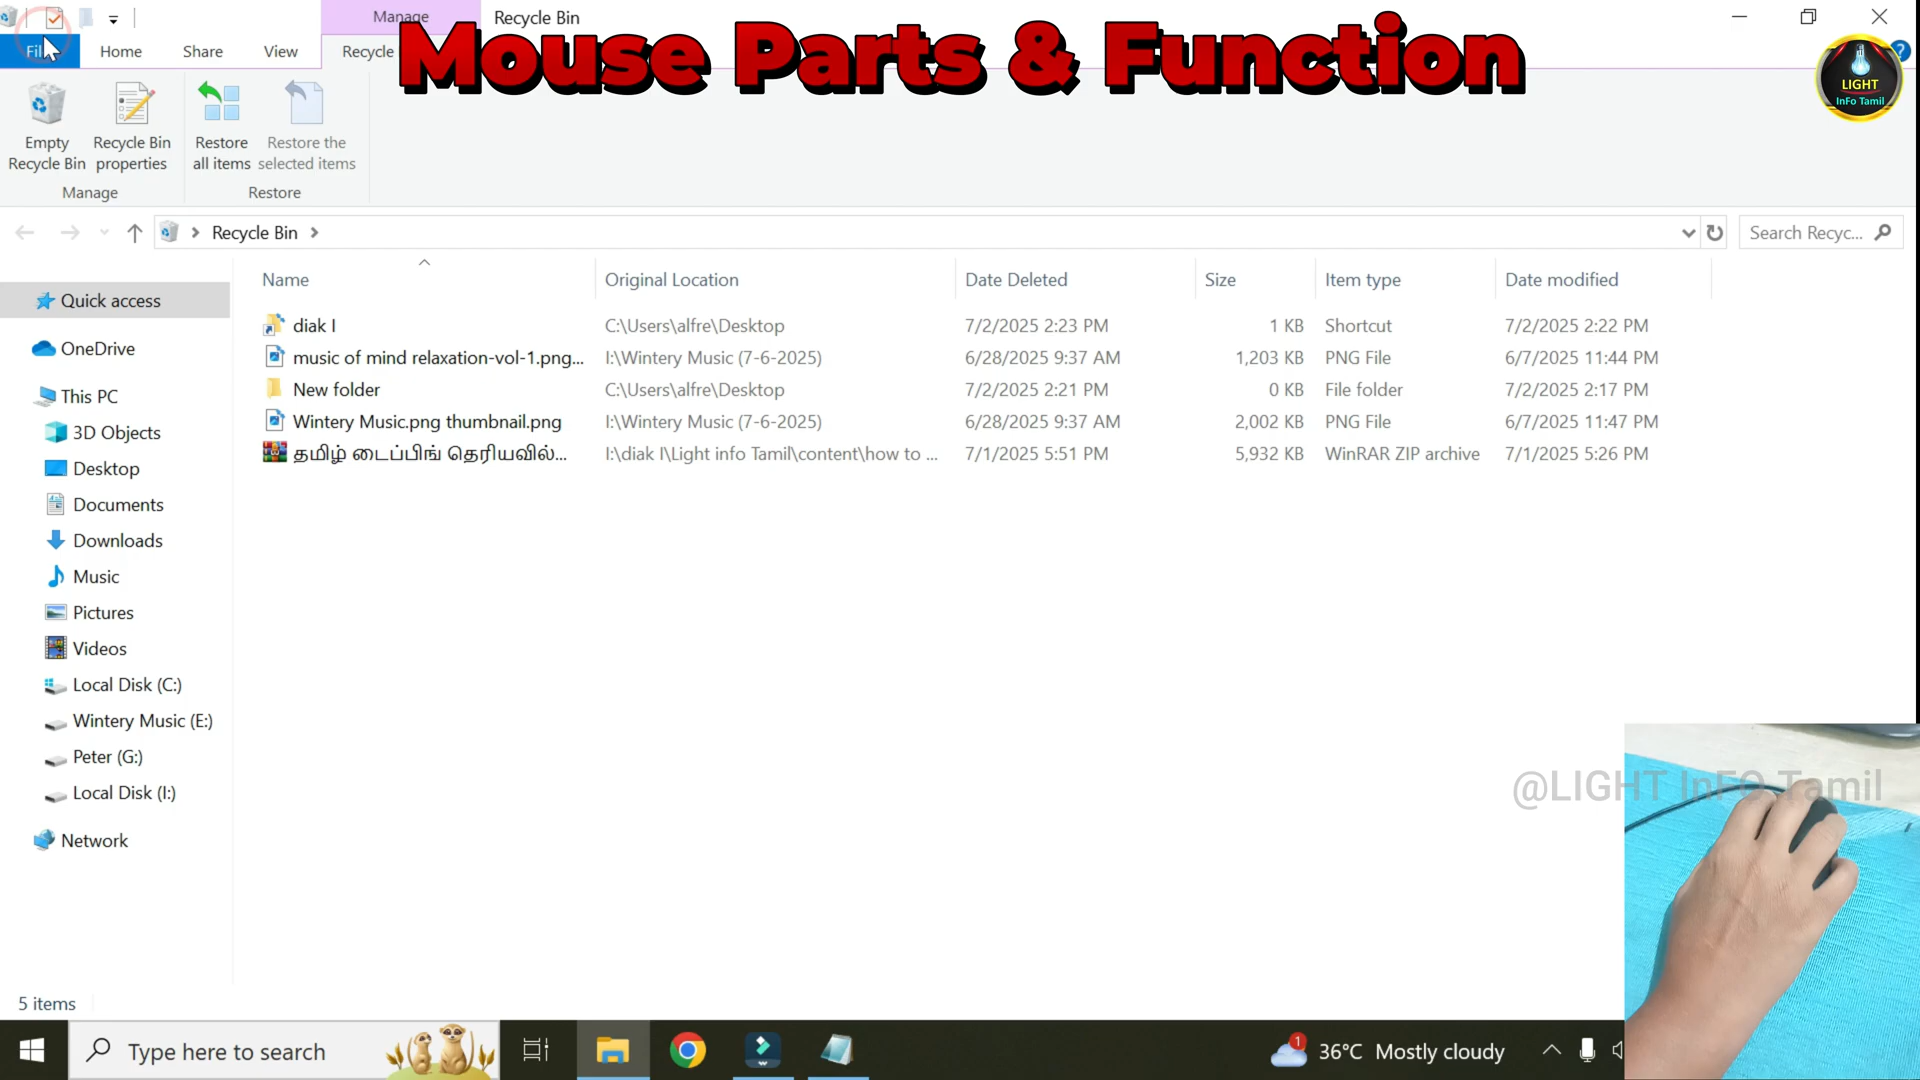 Manage
Recycle Bin
Mouse Parts & Function
Home
Share
View
Recycle
LIGHT
InFo Tamil
Empty
Recycle Bin
Recycle Bin
properties
Restore
all items
Restore the
selected items
Manage
Restore
Recycle Bin
Search Recyc...
Name
Original Location
Date Deleted
Size
Item type
Date modified
Quick access
OneDrive
This PC
3D Objects
Desktop
Documents
Downloads
Music
Pictures
Videos
Local Disk (C:)
Wintery Music (E:)
Peter (G:)
Local Disk (I:)
Network
diak I C:\Users\alfre\Desktop 7/2/2025 2:23 PM 1 KB Shortcut 7/2/2025 2:22 PM
music of mind relaxation-vol-1.png... I:\Wintery Music (7-6-2025) 6/28/2025 9:37 AM 1,203 KB PNG File 6/7/2025 11:44 PM
New folder C:\Users\alfre\Desktop 7/2/2025 2:21 PM 0 KB File folder 7/2/2025 2:17 PM
Wintery Music.png thumbnail.png I:\Wintery Music (7-6-2025) 6/28/2025 9:37 AM 2,002 KB PNG File 6/7/2025 11:47 PM
தமிழ் டைப்பிங் தெரியவில்... I:\diak I\Light info Tamil\content\how to ... 7/1/2025 5:51 PM 5,932 KB WinRAR ZIP archive 7/1/2025 5:26 PM
@LIGHT InFO Tamil
5 items
Type here to search
1
36°C Mostly cloudy